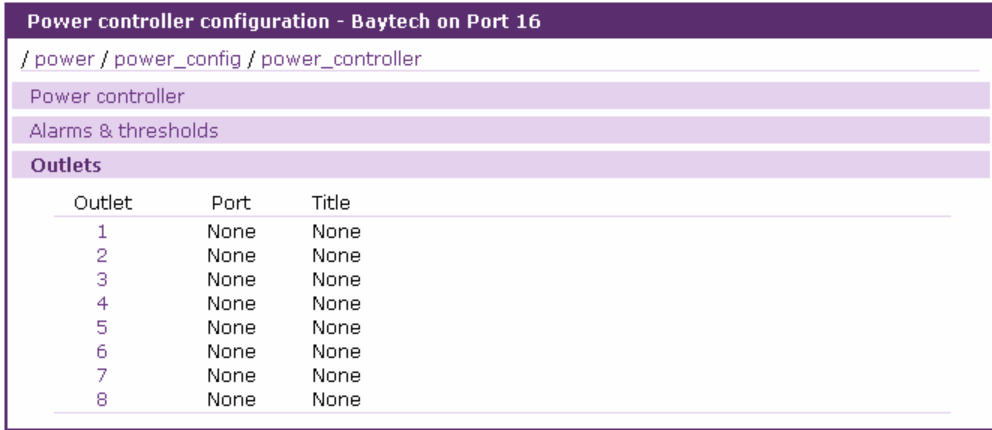 Power controller configuration - Baytech on Port 16
/ power / power_config / power_controller
Power controller
Alarms & thresholds
Outlets
Outlet Port Title
1 None None
2 None None
3 None None
4 None None
5 None None
6 None None
7 None None
8 None None